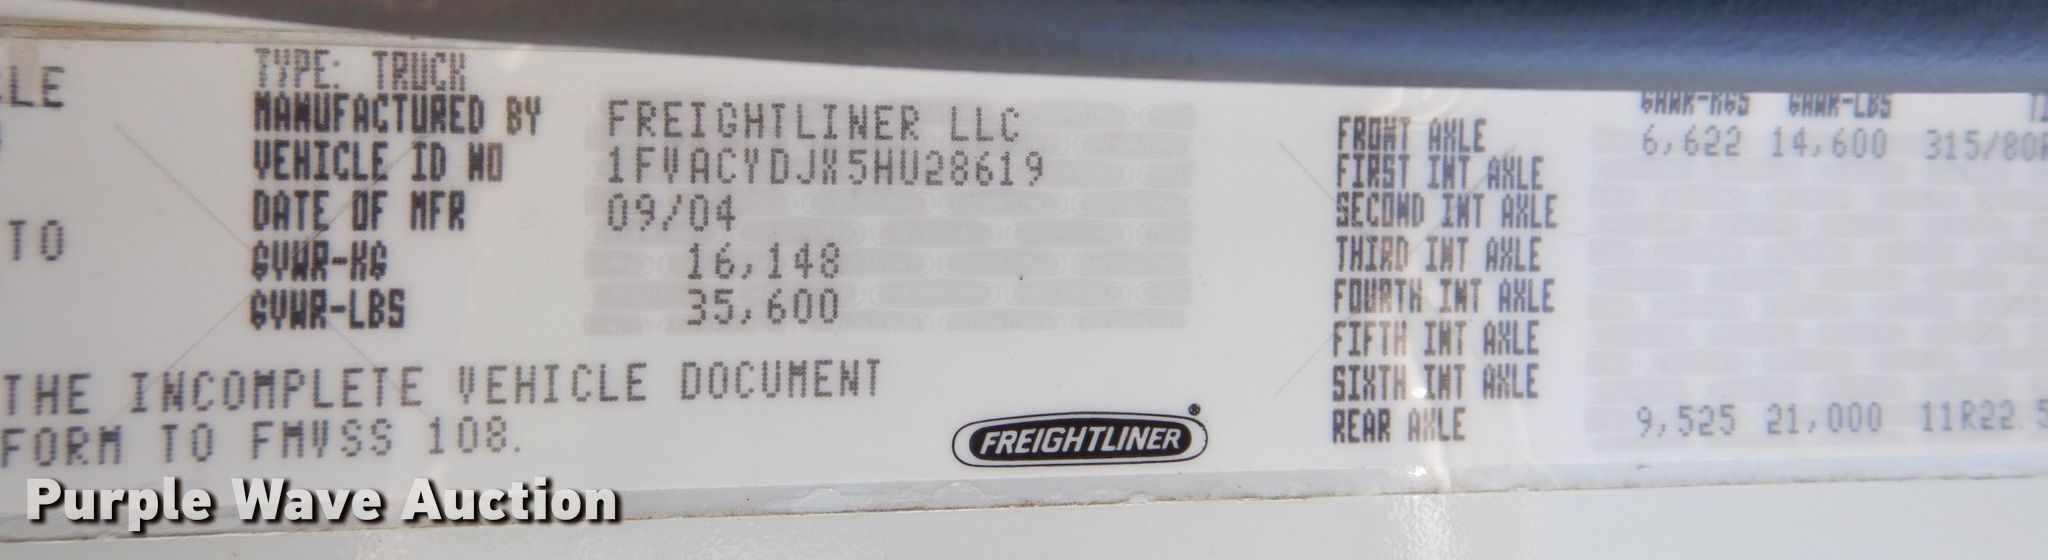 LE
TO
TYPE: TRUCK
MANUFACTURED BY FREIGHTLINER LLC
VEHICLE ID NO 1FVACYDJX5HU28619
DATE OF MFR 09/04
GVWR-KG 16,148
GVWR-LBS 35,600
THE INCOMPLETE VEHICLE DOCUMENT
FORM TO FMVSS 108.
FREIGHTLINER®
GAWR-KGS GAWR-LBS
FRONT AXLE 6,622 14,600 315/80R
FIRST INT AXLE
SECOND INT AXLE
THIRD INT AXLE
FOURTH INT AXLE
FIFTH INT AXLE
SIXTH INT AXLE
REAR AXLE 9,525 21,000 11R22.5
Purple Wave Auction